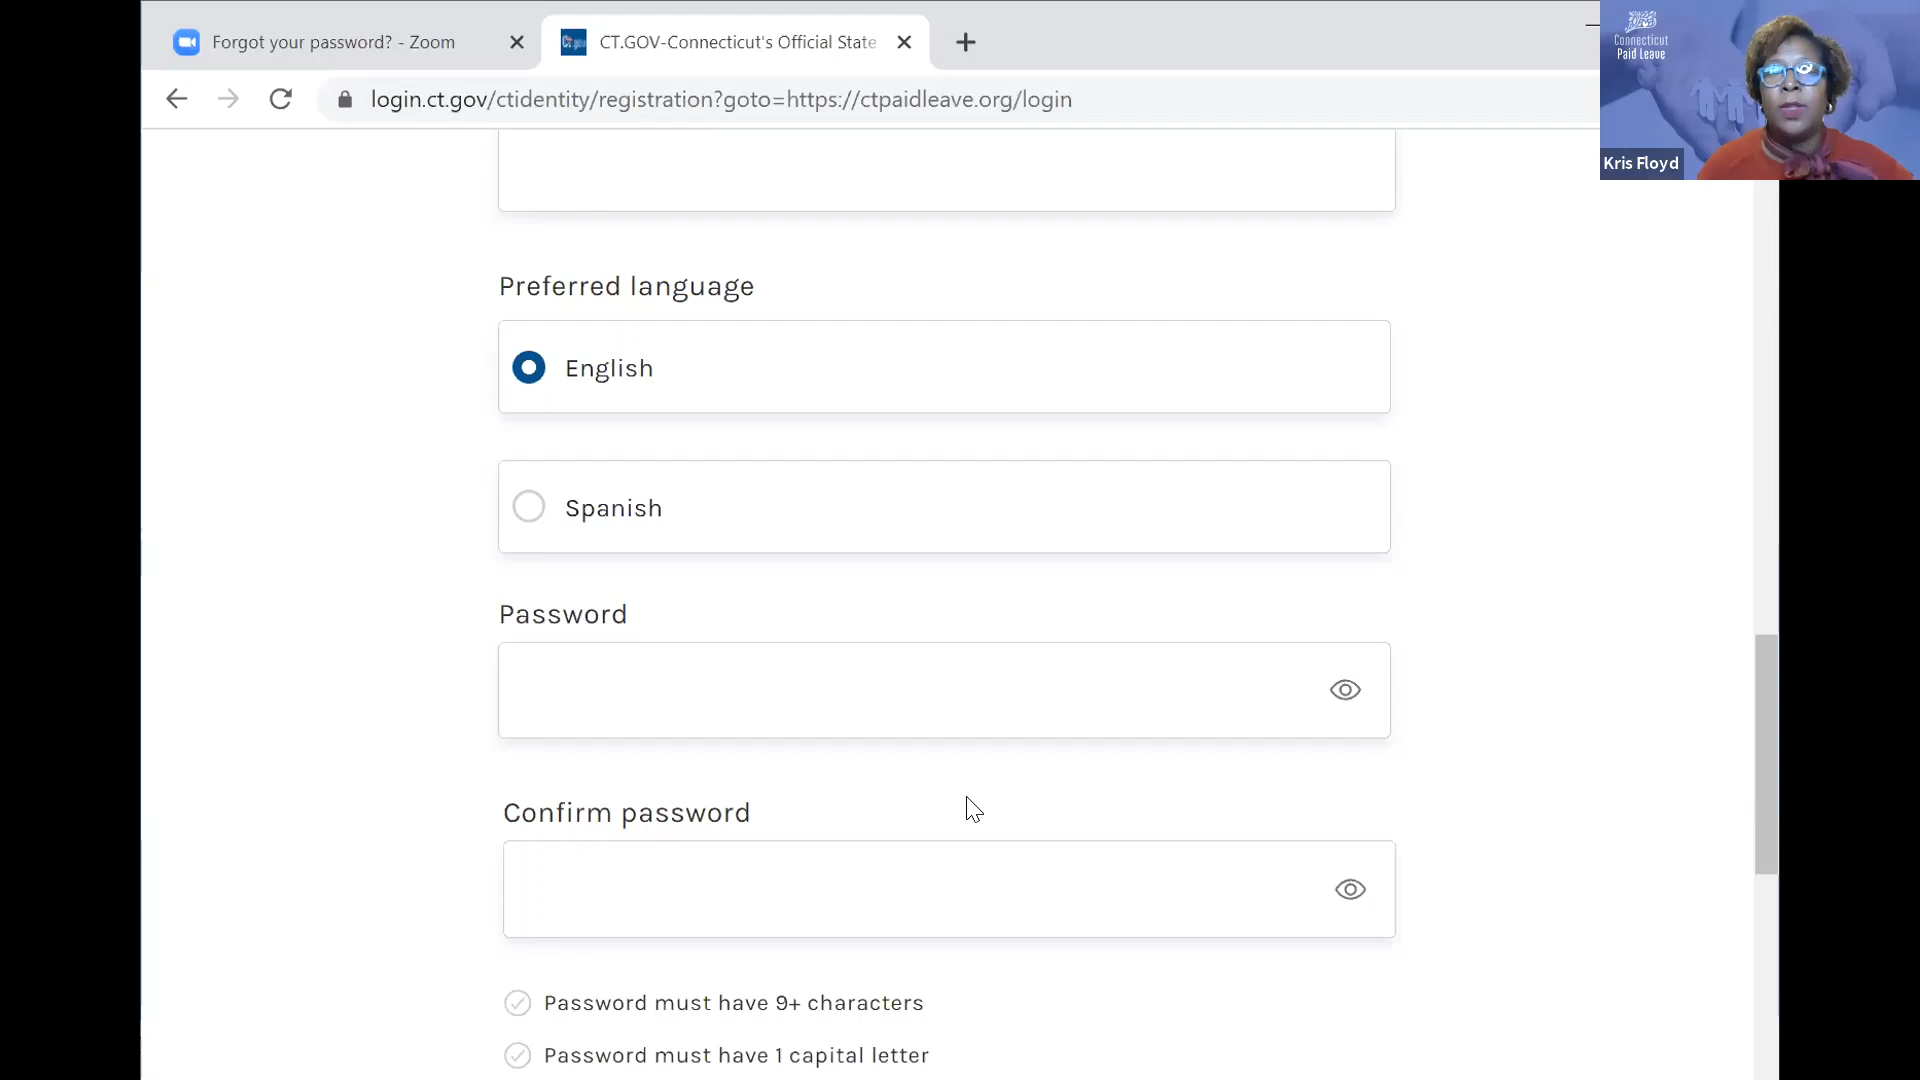 Forgot your password? - Zoom
CT.GOV-Connecticut's Official State
login.ct.gov/ctidentity/registration?goto=https://ctpaidleave.org/login
Connecticut
Paid Leave
Kris Floyd
Preferred language
English
Spanish
Password
Confirm password
Password must have 9+ characters
Password must have 1 capital letter